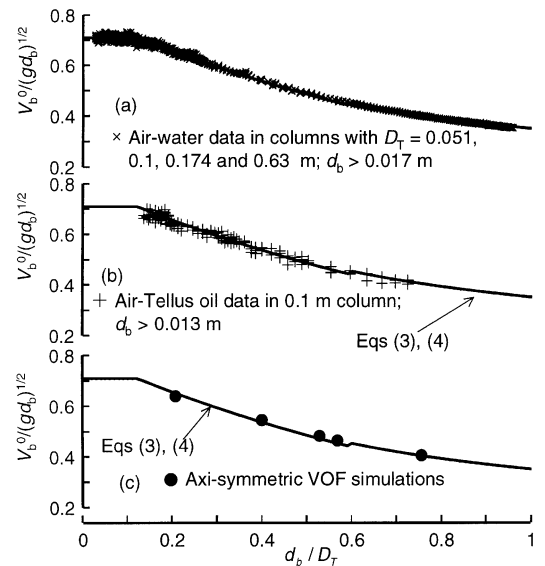 V_b^0/(gd_b)^{1/2}
0.8
0.6
0.4
0.2
(a)
× Air-water data in columns with D_T = 0.051,
0.1, 0.174 and 0.63 m; d_b > 0.017 m
V_b^0/(gd_b)^{1/2}
0.8
0.6
0.4
0.2
(b)
+ Air-Tellus oil data in 0.1 m column;
d_b > 0.013 m
Eqs (3), (4)
V_b^0/(gd_b)^{1/2}
0.8
0.6
0.4
0.2
Eqs (3), (4)
(c)
● Axi-symmetric VOF simulations
0 0.2 0.4 0.6 0.8 1
d_b / D_T